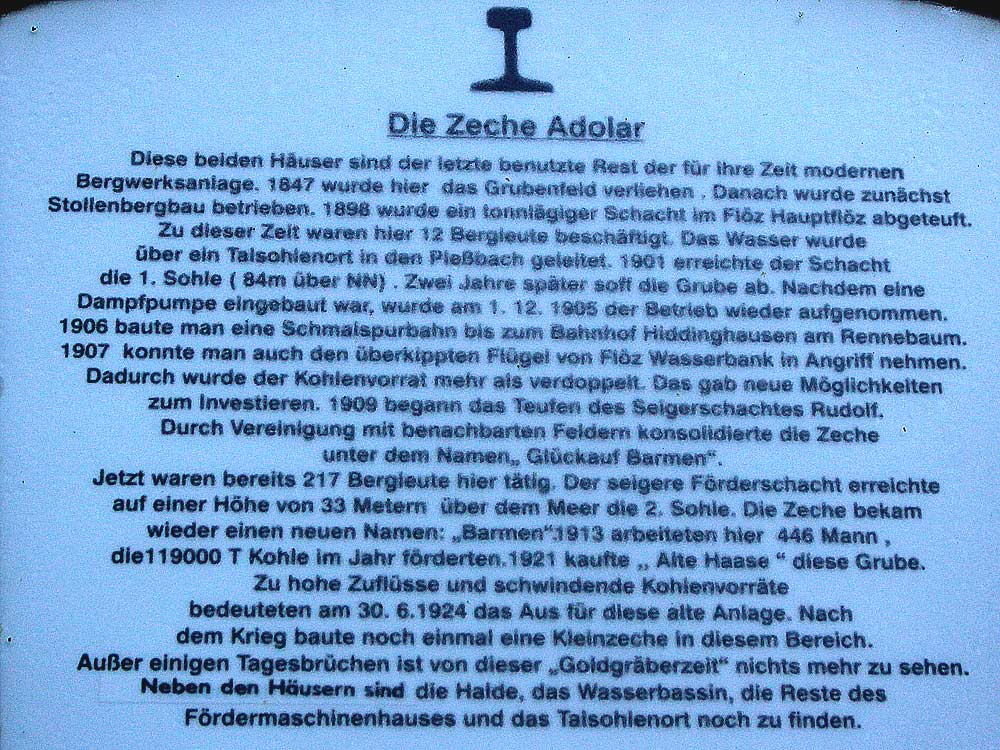 Die Zeche Adolar
Diese beiden Häuser sind der letzte benutzte Rest der für ihre Zeit modernen
Bergwerksanlage. 1847 wurde hier das Grubenfeld verliehen . Danach wurde zunächst
Stollenbergbau betrieben. 1898 wurde ein tonnlägiger Schacht im Flöz Hauptflöz abgeteuft.
Zu dieser Zeit waren hier 12 Bergleute beschäftigt. Das Wasser wurde
über ein Talsohlenort in den Pleßbach geleitet. 1901 erreichte der Schacht
die 1. Sohle ( 84m über NN) . Zwei Jahre später soff die Grube ab. Nachdem eine
Dampfpumpe eingebaut war, wurde am 1. 12. 1905 der Betrieb wieder aufgenommen.
1906 baute man eine Schmalspurbahn bis zum Bahnhof Hiddinghausen am Rennebaum.
1907 konnte man auch den überkippten Flügel von Flöz Wasserbank in Angriff nehmen.
Dadurch wurde der Kohlenvorrat mehr als verdoppelt. Das gab neue Möglichkeiten
zum Investieren. 1909 begann das Teufen des Seigerschachtes Rudolf.
Durch Vereinigung mit benachbarten Feldern konsolidierte die Zeche
unter dem Namen„ Glückauf Barmen“.
Jetzt waren bereits 217 Bergleute hier tätig. Der seigere Förderschacht erreichte
auf einer Höhe von 33 Metern über dem Meer die 2. Sohle. Die Zeche bekam
wieder einen neuen Namen: „Barmen“.1913 arbeiteten hier 446 Mann ,
die119000 T Kohle im Jahr förderten.1921 kaufte „ Alte Haase “ diese Grube.
Zu hohe Zuflüsse und schwindende Kohlenvorräte
bedeuteten am 30. 6.1924 das Aus für diese alte Anlage. Nach
dem Krieg baute noch einmal eine Kleinzeche in diesem Bereich.
Außer einigen Tagesbrüchen ist von dieser „Goldgräberzeit“ nichts mehr zu sehen.
Neben den Häusern sind die Halde, das Wasserbassin, die Reste des
Fördermaschinenhauses und das Talsohlenort noch zu finden.